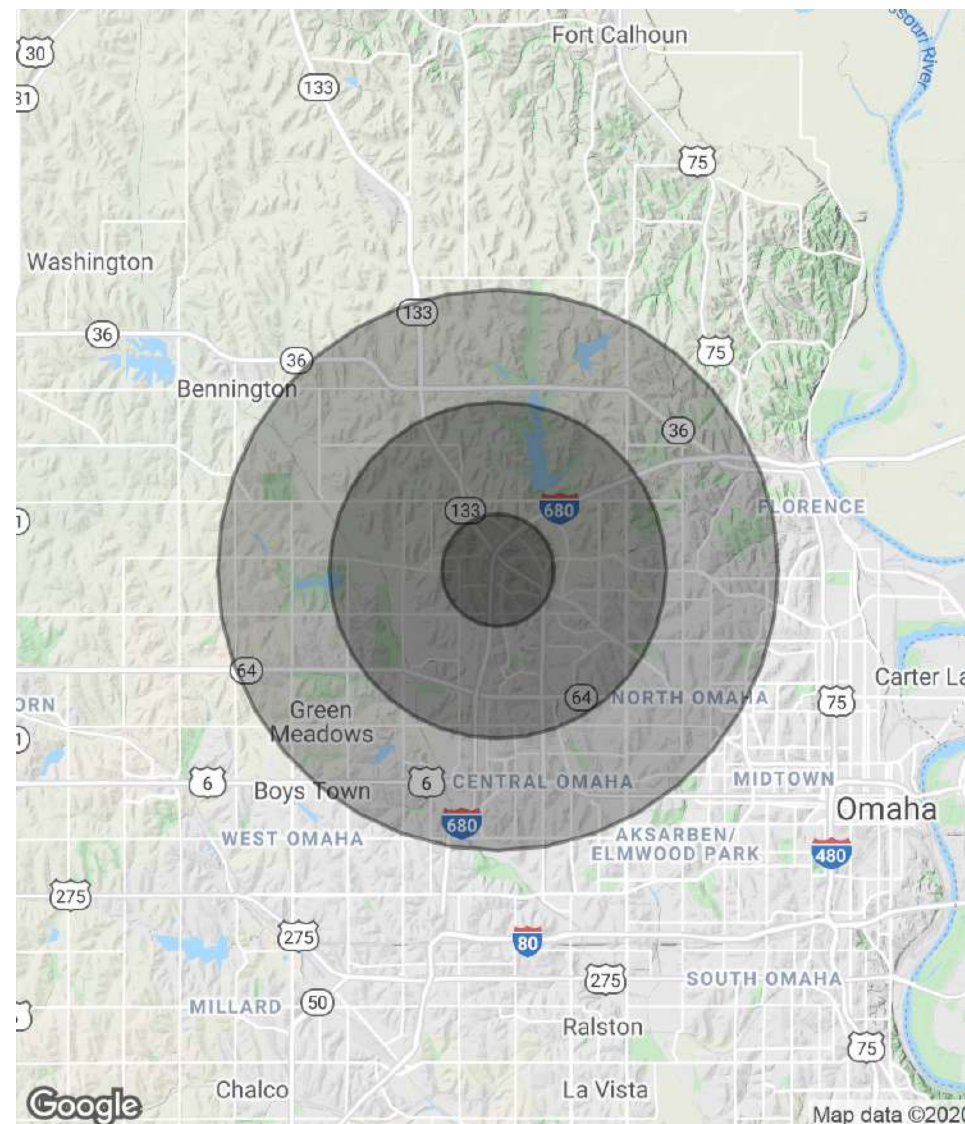 Missouri River
Fort Calhoun
30
133
31
75
Washington
133
36
75
36
Bennington
36
133
680
FLORENCE
64
Carter La
NORTH OMAHA
64
75
ORN
Green
Meadows
6
6
CENTRAL OMAHA
MIDTOWN
Boys Town
Omaha
680
WEST OMAHA
AKSARBEN/
ELMWOOD PARK
480
275
275
80
275
SOUTH OMAHA
MILLARD
50
Ralston
75
Chalco
La Vista
Google
Map data ©2020